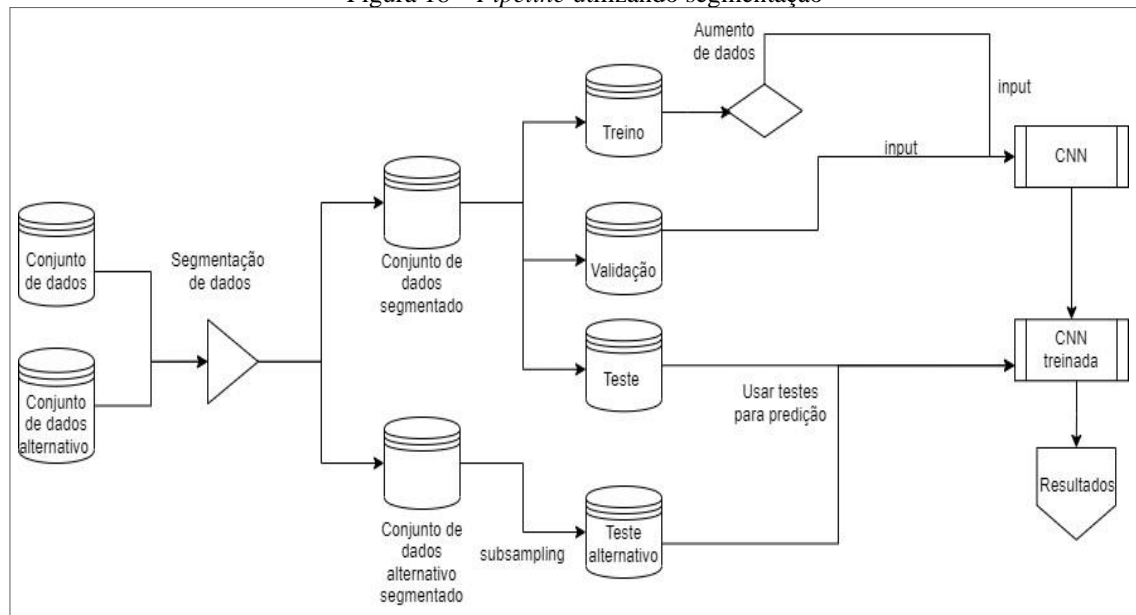 Figura 18 - Pipeline utilizando segmentação
Aumento
de dados
input
Treino
input
CNN
Conjunto
de dados
Segmentação
de dados
Conjunto de
dados
segmentado
Validação
Conjunto
de dados
alternativo
Teste
Usar testes
para predição
CNN
treinada
Conjunto de
dados
alternativo
segmentado
subsampling
Teste
alternativo
Resultados